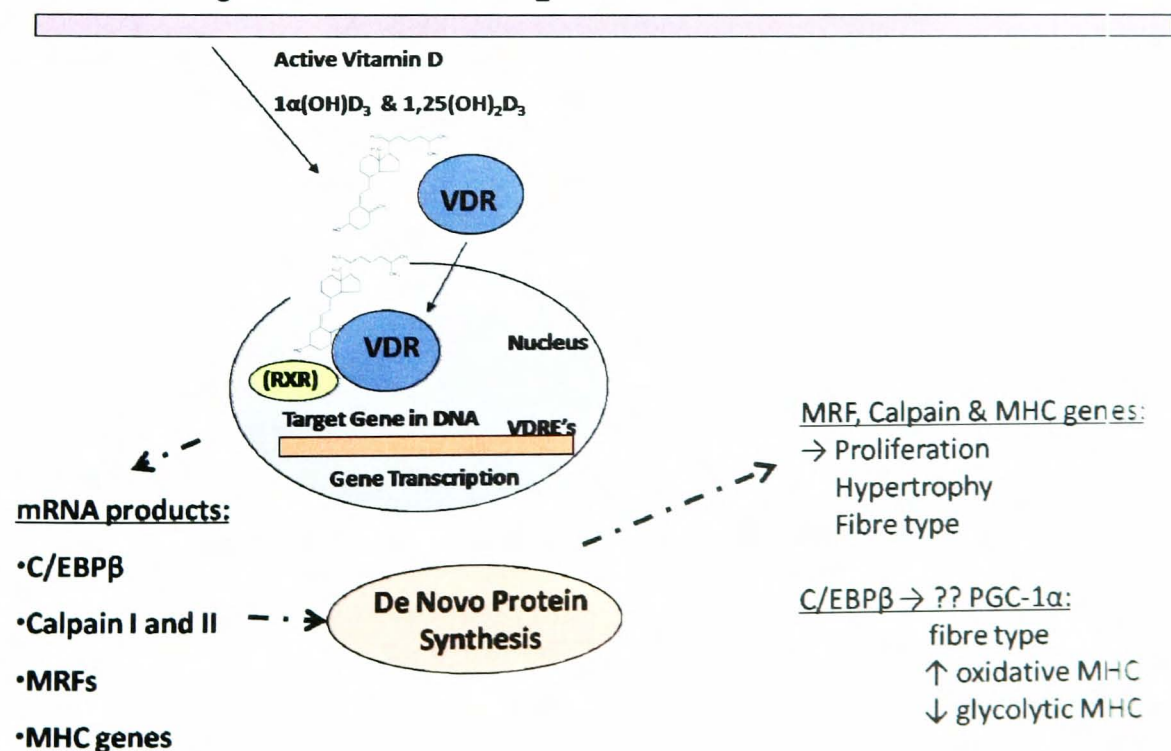 Active Vitamin D
1α(OH)D₃ & 1,25(OH)₂D₃
VDR
VDR
Nucleus
(RXR)
Target Gene in DNA
VDRE's
Gene Transcription
mRNA products:
•C/EBPβ
•Calpain I and II
•MRFs
•MHC genes
De Novo Protein
Synthesis
MRF, Calpain & MHC genes:
→ Proliferation
Hypertrophy
Fibre type
C/EBPβ → ?? PGC-1α:
fibre type
↑ oxidative MHC
↓ glycolytic MHC